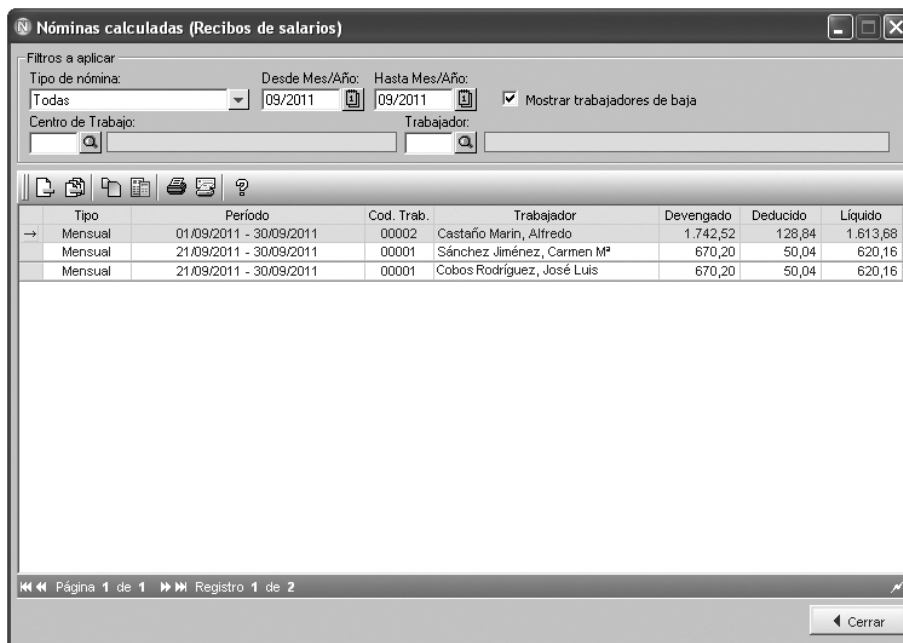 Nóminas calculadas (Recibos de salarios)
Filtros a aplicar
Tipo de nómina: Desde Mes/Año: Hasta Mes/Año:
Todas 09/2011 09/2011 Mostrar trabajadores de baja
Centro de Trabajo: Trabajador:
Tipo Período Cod. Trab. Trabajador Devengado Deducido Líquido
→ Mensual 01/09/2011 - 30/09/2011 00002 Castaño Marin, Alfredo 1.742,52 128,84 1.613,68
Mensual 21/09/2011 - 30/09/2011 00001 Sánchez Jiménez, Carmen Mª 670,20 50,04 620,16
Mensual 21/09/2011 - 30/09/2011 00001 Cobos Rodríguez, José Luis 670,20 50,04 620,16
Página 1 de 1 Registro 1 de 2
Cerrar